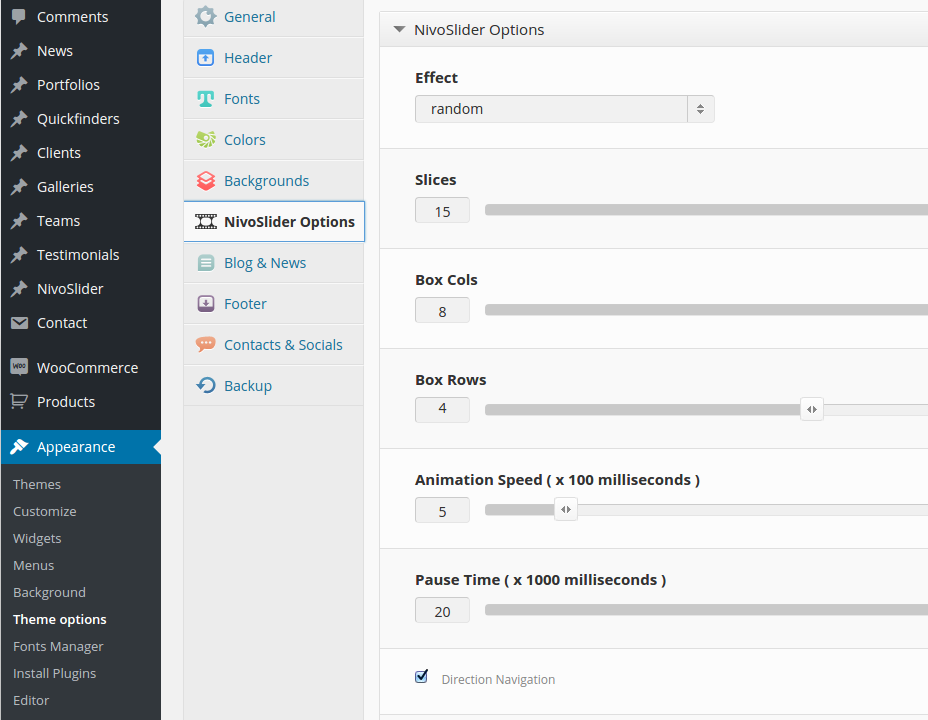 Comments
News
Portfolios
Quickfinders
Clients
Galleries
Teams
Testimonials
NivoSlider
Contact
WOO
WooCommerce
Products
Appearance
Themes
Customize
Widgets
Menus
Background
Theme options
Fonts Manager
Install Plugins
Editor
General
Header
Fonts
Colors
Backgrounds
NivoSlider Options
Blog & News
Footer
Contacts & Socials
Backup
NivoSlider Options
Effect
random
Slices
15
Box Cols
8
Box Rows
4
Animation Speed ( x 100 milliseconds )
5
Pause Time ( x 1000 milliseconds )
20
Direction Navigation